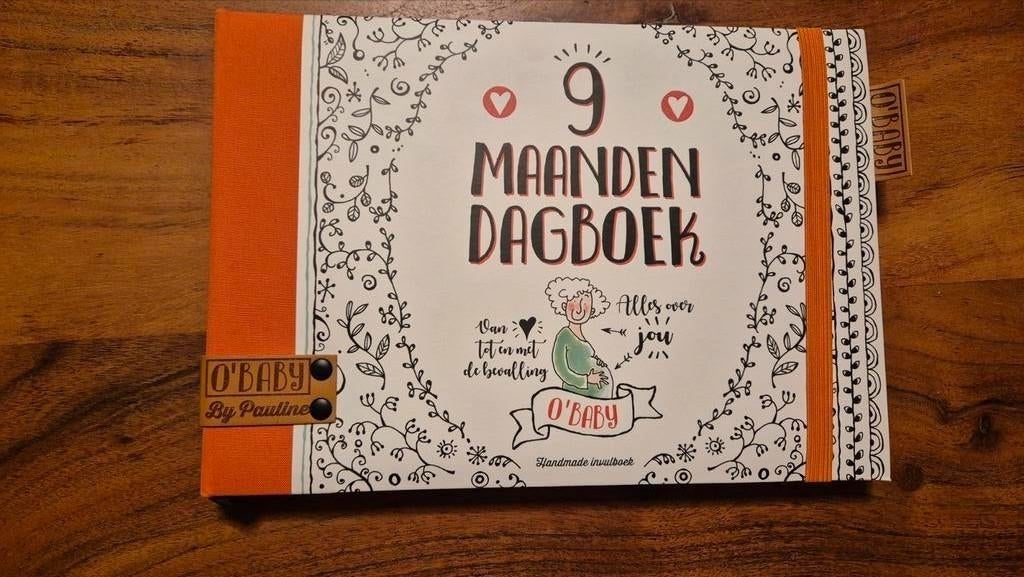 9
MAANDEN
DAGBOEK
Van ♥
tot en met
de bevalling
Alles over
jou
O'BABY
Handmade invulboek
O'BABY
By Pauline
O'BABY